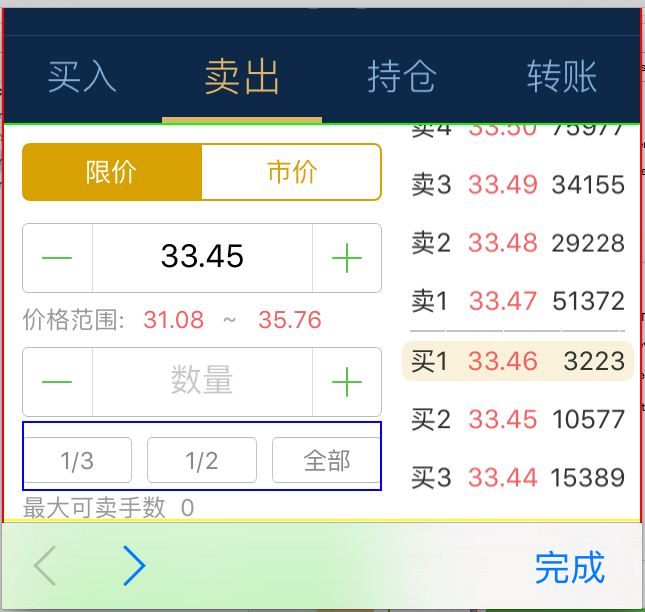 买入 卖出 持仓 转账
限价 市价
33.45
价格范围: 31.08 ~ 35.76
数量
1/3 1/2 全部
最大可卖手数 0
卖4 33.50 75977
卖3 33.49 34155
卖2 33.48 29228
卖1 33.47 51372
买1 33.46 3223
买2 33.45 10577
买3 33.44 15389
完成